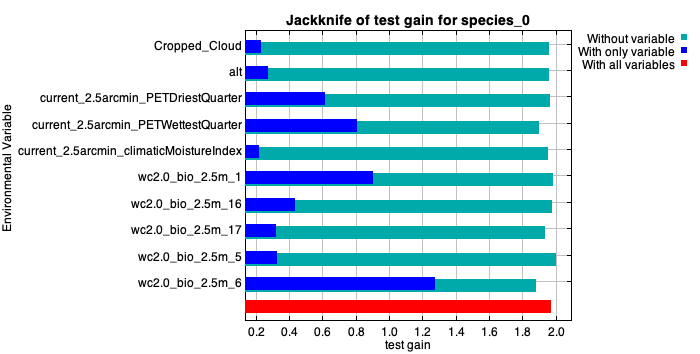 Jackknife of test gain for species_0
Without variable
With only variable
With all variables
Environmental Variable
Cropped_Cloud
alt
current_2.5arcmin_PETDriestQuarter
current_2.5arcmin_PETWettestQuarter
current_2.5arcmin_climaticMoistureIndex
wc2.0_bio_2.5m_1
wc2.0_bio_2.5m_16
wc2.0_bio_2.5m_17
wc2.0_bio_2.5m_5
wc2.0_bio_2.5m_6
0.2 0.4 0.6 0.8 1.0 1.2 1.4 1.6 1.8 2.0
test gain